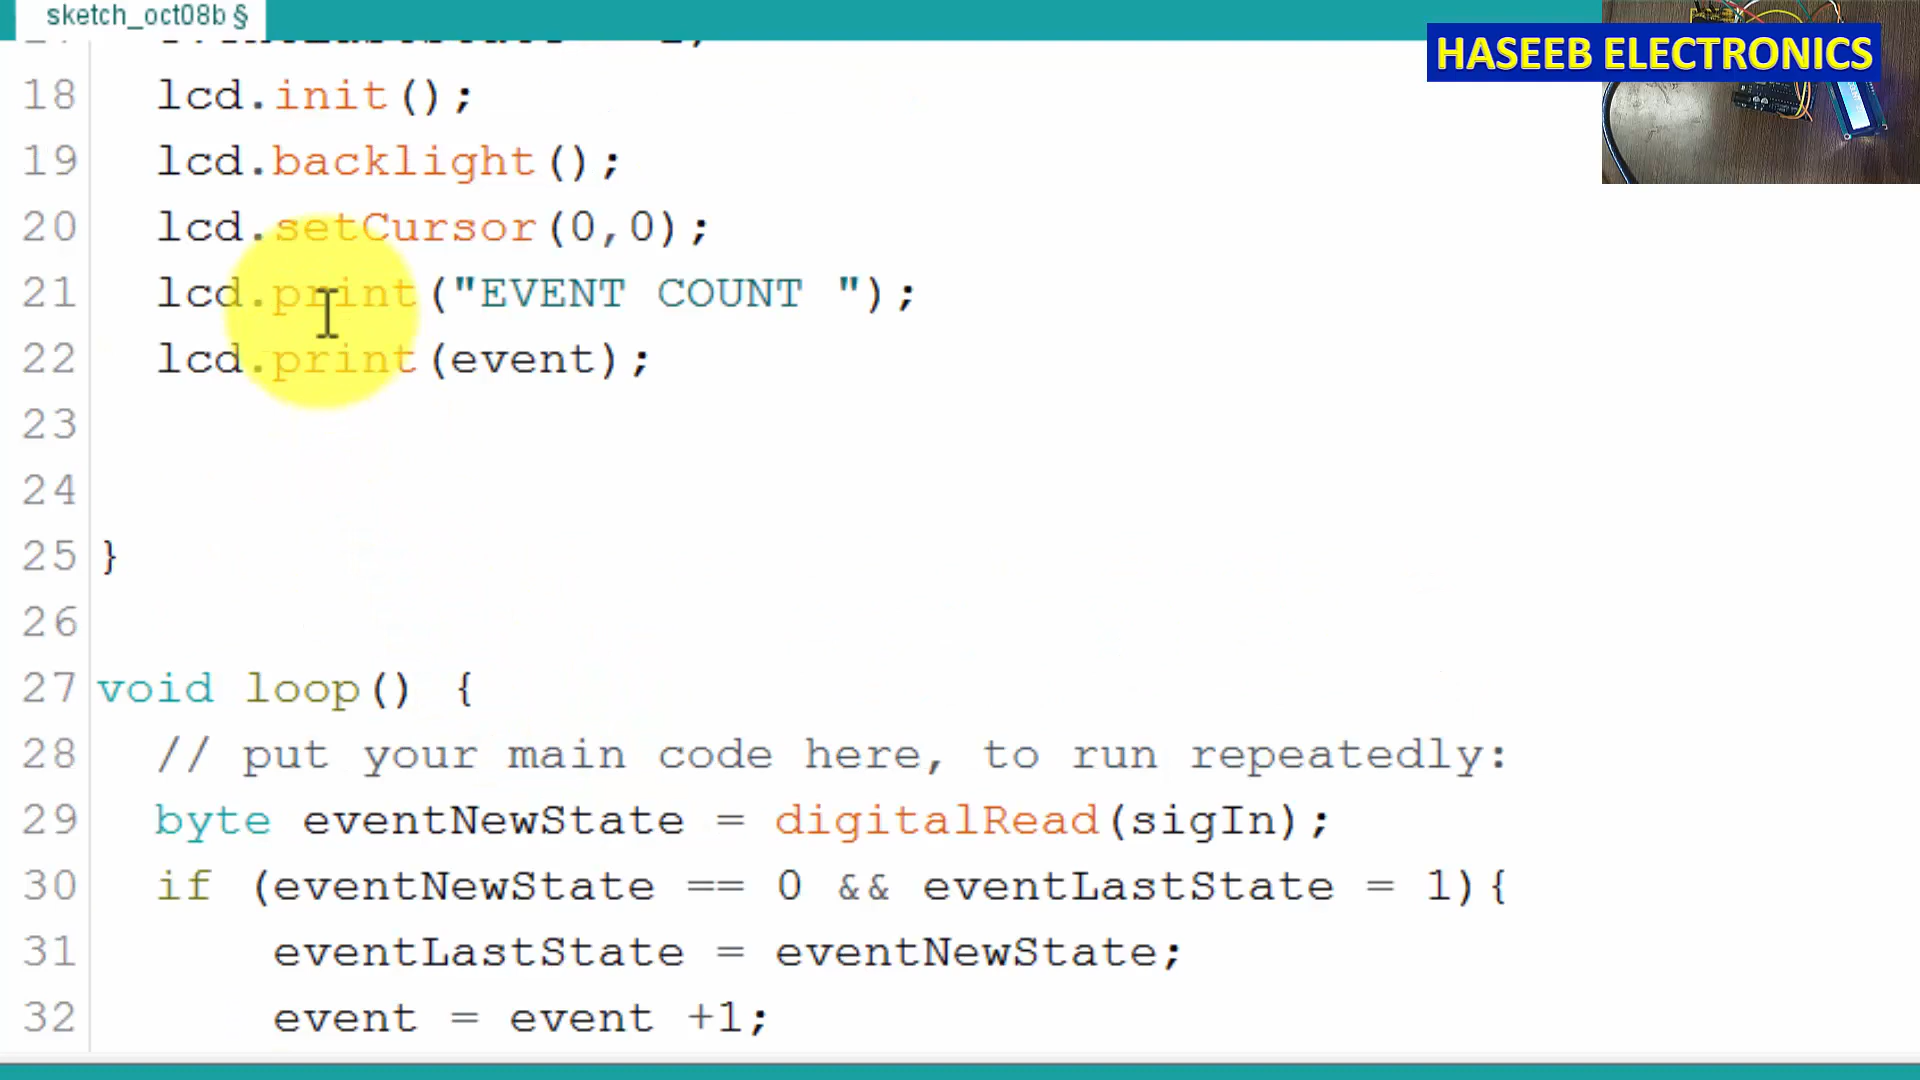 sketch_oct08b §
HASEEB ELECTRONICS
18 lcd.init();
19 lcd.backlight();
20 lcd.setCursor(0,0);
21 lcd.print("EVENT COUNT ");
22 lcd.print(event);
23
24
25 }
26
27 void loop() {
28 // put your main code here, to run repeatedly:
29 byte eventNewState = digitalRead(sigIn);
30 if (eventNewState == 0 && eventLastState = 1){
31 eventLastState = eventNewState;
32 event = event +1;